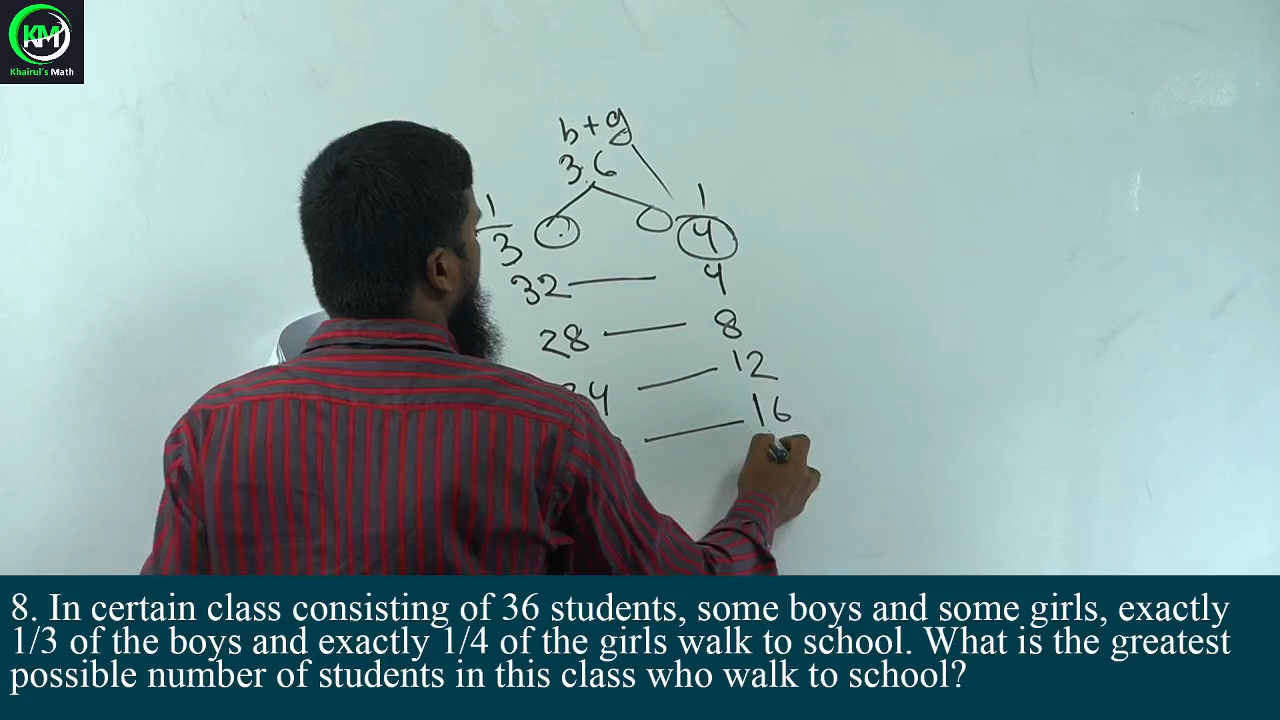 KM
Khairul's Math
b+g
36
1
1
3
4
32 4
28 8
12
16
8. In certain class consisting of 36 students, some boys and some girls, exactly
1/3 of the boys and exactly 1/4 of the girls walk to school. What is the greatest
possible number of students in this class who walk to school?